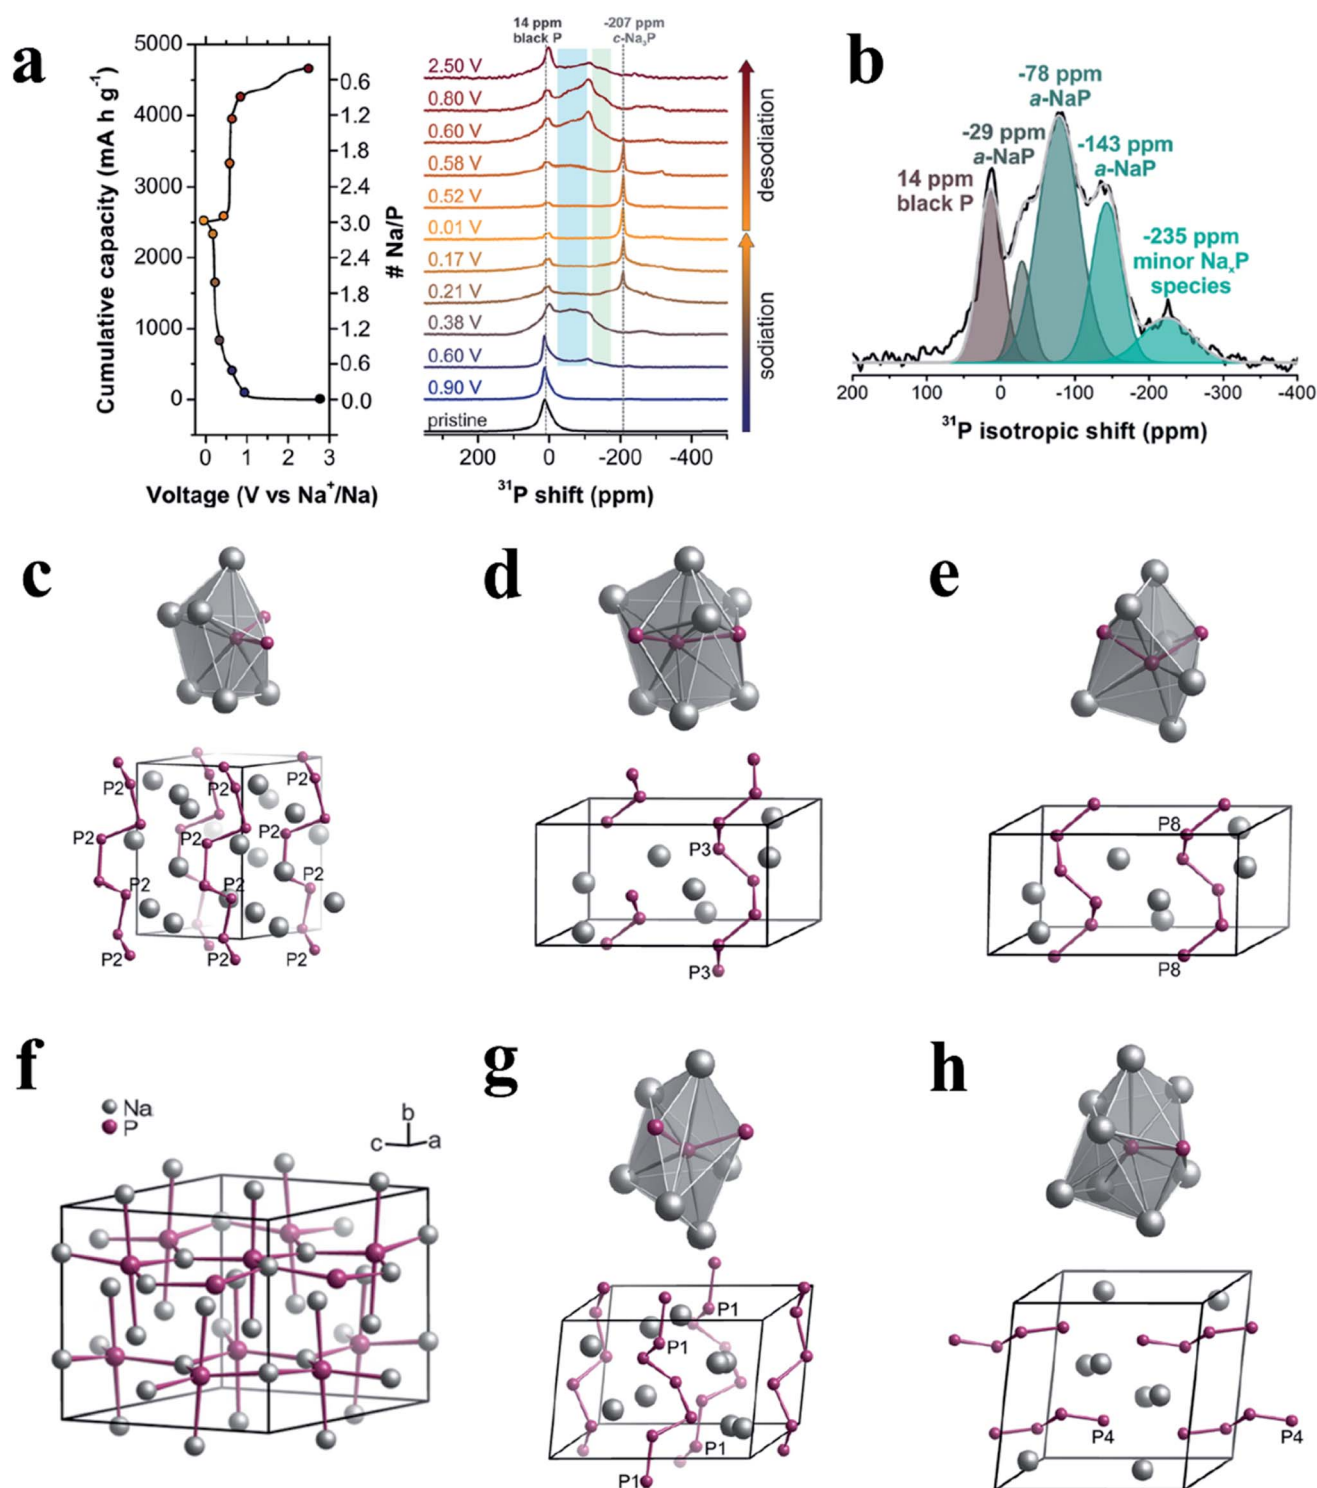 a
5000
4000
3000
2000
1000
0
Cumulative capacity (mA h g⁻¹)
0.6
1.2
1.8
2.4
3.0
2.4
1.8
1.2
0.6
0.0
# Na/P
0 1 2 3
Voltage (V vs Na⁺/Na)
14 ppm
black P
-207 ppm
c-Na₃P
2.50 V
0.80 V
0.60 V
0.58 V
0.52 V
0.01 V
0.17 V
0.21 V
0.38 V
0.60 V
0.90 V
pristine
desodiation
sodiation
200 0 -200 -400
³¹P shift (ppm)
b
-78 ppm
a-NaP
-29 ppm
a-NaP
-143 ppm
a-NaP
14 ppm
black P
-235 ppm
minor NaₓP
species
200 100 0 -100 -200 -300 -400
³¹P isotropic shift (ppm)
c
P2
P2
P2
P2
P2
P2
P2
P2
P2
P2
P2
d
P3
P3
e
P8
P8
f
Na
P
b
c
a
g
P1
P1
P1
P1
h
P4
P4